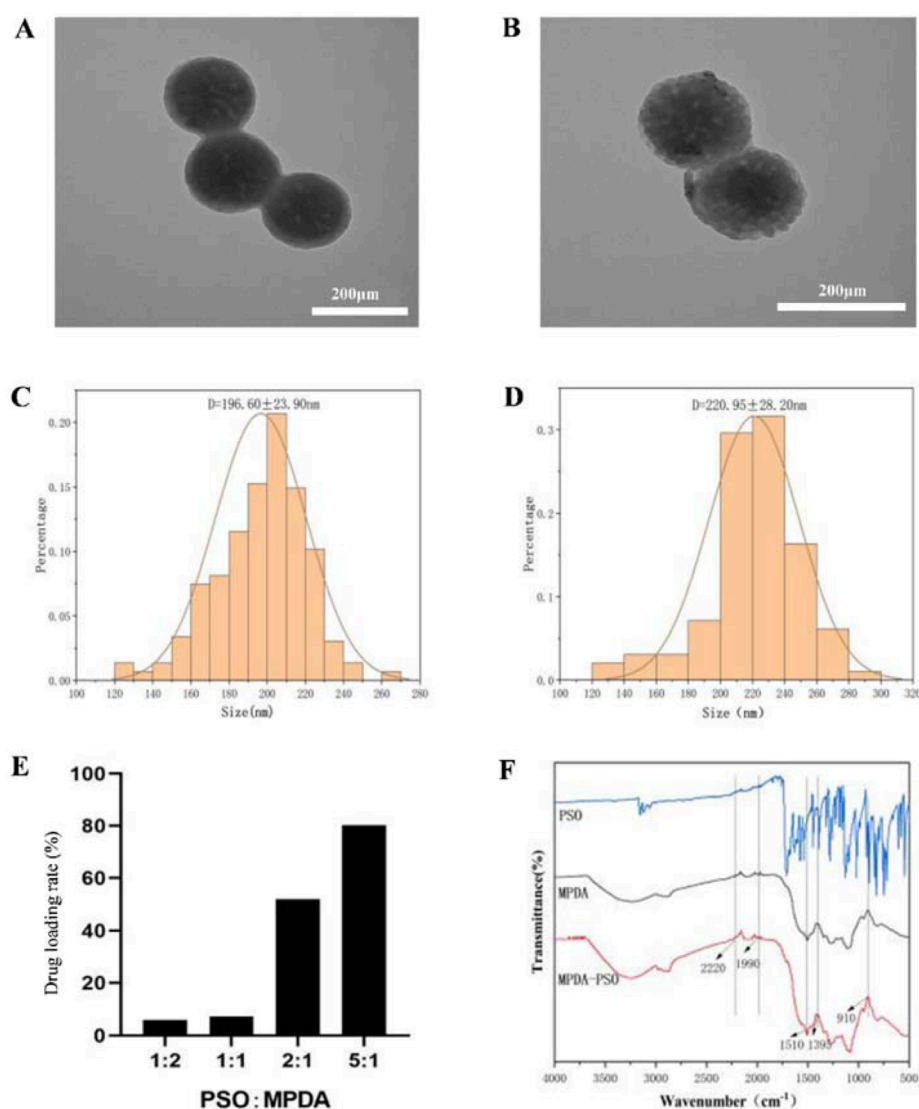 A
200μm
B
200μm
C
D=196.60±23.90nm
0.20
0.15
0.10
0.05
0.00
Percentage
100 120 140 160 180 200 220 240 260 280
Size(nm)
D
D=220.95±28.20nm
0.3
0.2
0.1
0.0
Percentage
100 120 140 160 180 200 220 240 260 280 300 320
Size (nm)
E
100
80
60
40
20
0
Drug loading rate (%)
1:2 1:1 2:1 5:1
PSO:MPDA
F
Transmittance(%)
PSO
MPDA
MPDA-PSO
2220
1990
1510
1395
910
4000 3500 3000 2500 2000 1500 1000 500
Wavenumber (cm⁻¹)